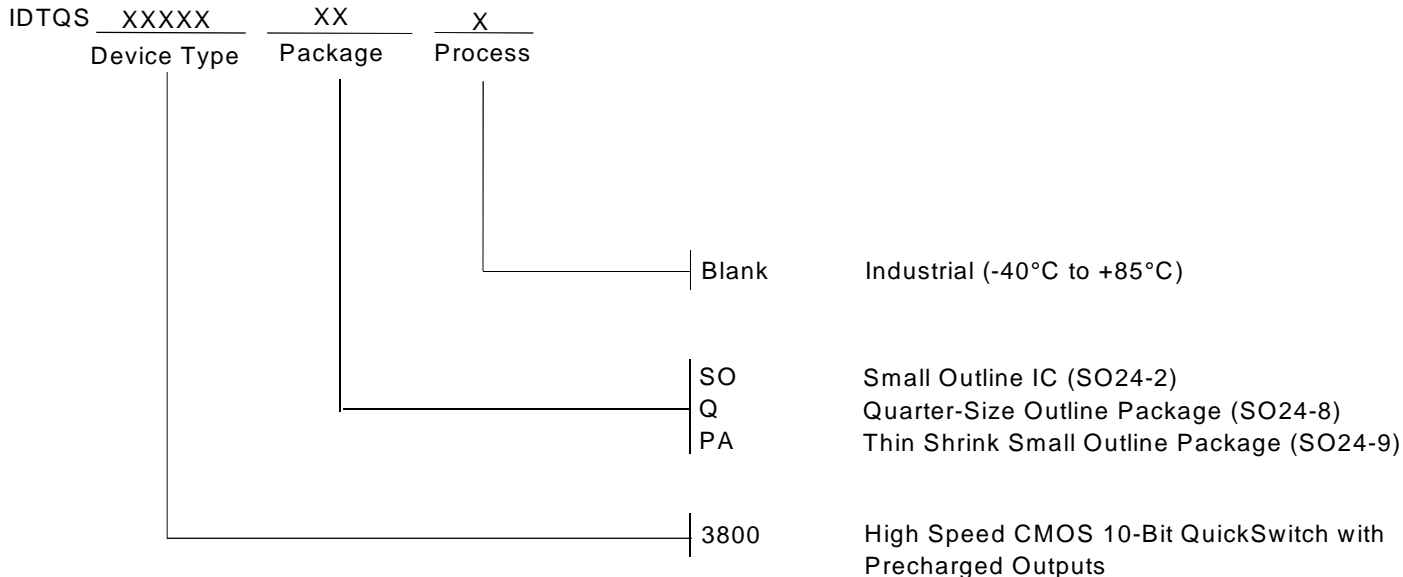 IDTQS XXXXX XX X
Device Type Package Process
Blank Industrial (-40°C to +85°C)
SO Small Outline IC (SO24-2)
Q Quarter-Size Outline Package (SO24-8)
PA Thin Shrink Small Outline Package (SO24-9)
3800 High Speed CMOS 10-Bit QuickSwitch with
Precharged Outputs